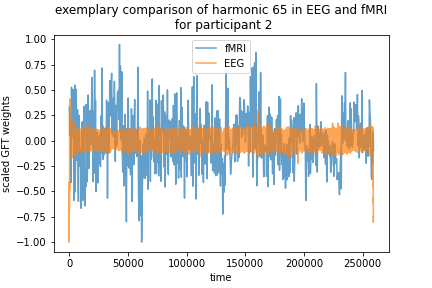 exemplary comparison of harmonic 65 in EEG and fMRI
for participant 2
fMRI
EEG
scaled GFT weights
1.00
0.75
0.50
0.25
0.00
−0.25
−0.50
−0.75
−1.00
0
50000
100000
150000
200000
250000
time